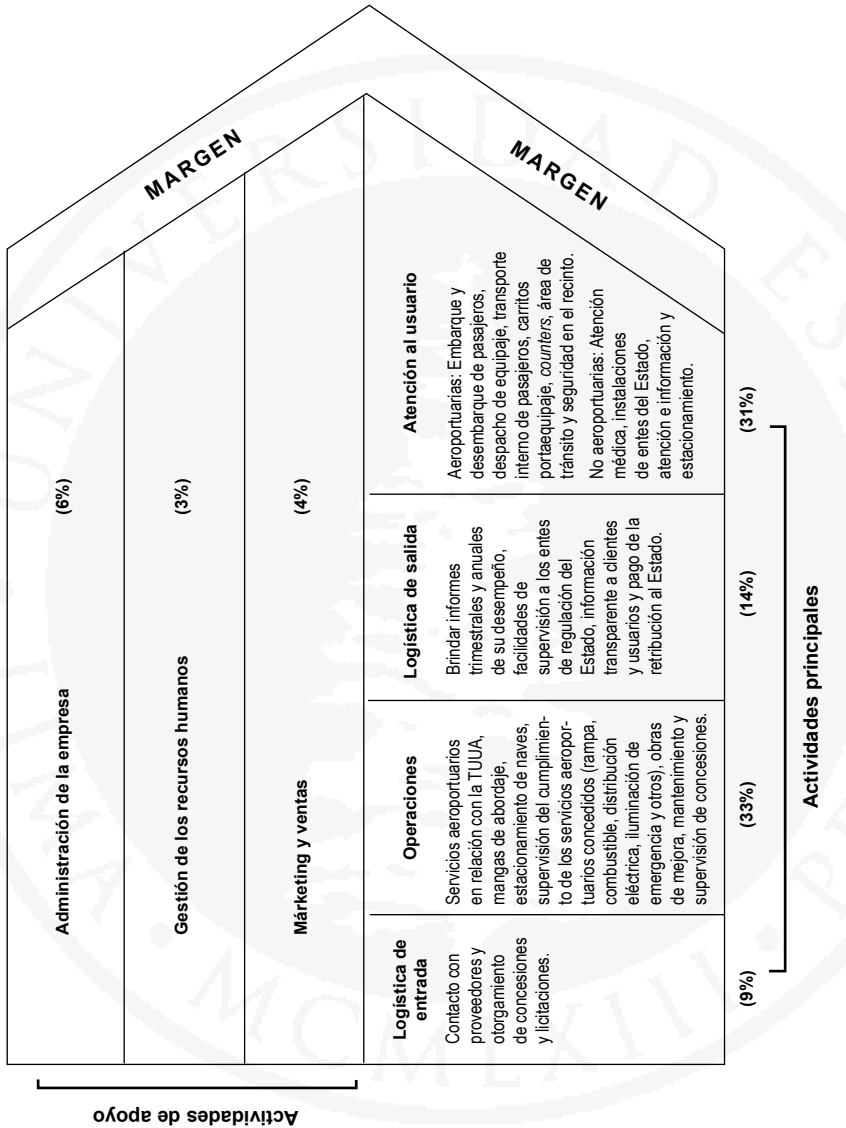 Actividades de apoyo
Administración de la empresa
(6%)
Gestión de los recursos humanos
(3%)
Márketing y ventas
(4%)
MARGEN
MARGEN
Logística de
entrada
Contacto con
proveedores y
otorgamiento
de concesiones
y licitaciones.
(9%)
Operaciones
Servicios aeroportuarios
en relación con la TUUA,
mangas de abordaje,
estacionamiento de naves,
supervisión del cumplimien-
to de los servicios aeropor-
tuarios concedidos (rampa,
combustible, distribución
eléctrica, iluminación de
emergencia y otros), obras
de mejora, mantenimiento y
supervisión de concesiones.
(33%)
Logística de salida
Brindar informes
trimestrales y anuales
de su desempeño,
facilidades de
supervisión a los entes
de regulación del
Estado, información
transparente a clientes
y usuarios y pago de la
retribución al Estado.
(14%)
Atención al usuario
Aeroportuarias: Embarque y
desembarque de pasajeros,
despacho de equipaje, transporte
interno de pasajeros, carritos
portaequipaje, counters, área de
tránsito y seguridad en el recinto.
No aeroportuarias: Atención
médica, instalaciones
de entes del Estado,
atención e información y
estacionamiento.
(31%)
Actividades principales